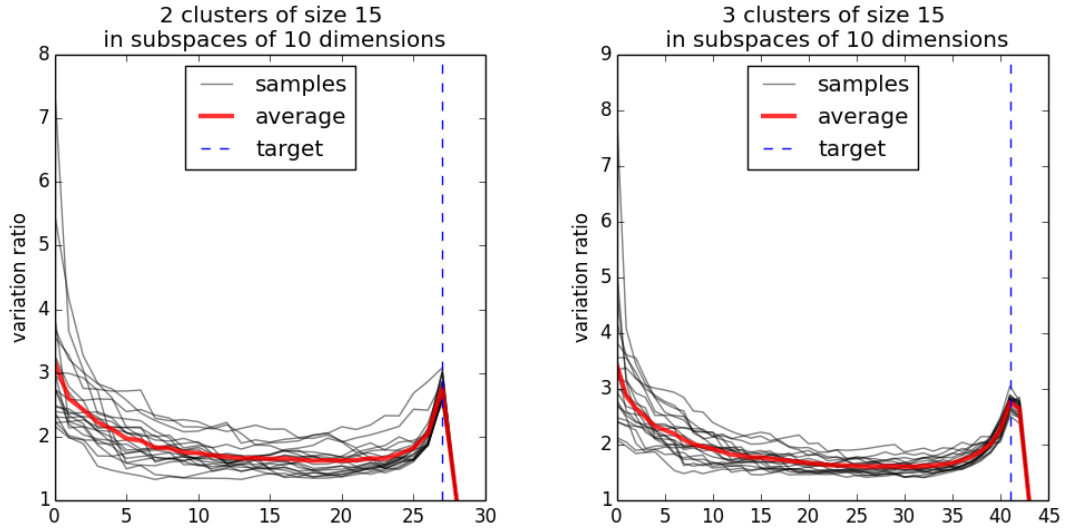 2 clusters of size 15
in subspaces of 10 dimensions
8
7
6
5
4
3
2
1
variation ratio
samples
average
target
0 5 10 15 20 25 30
3 clusters of size 15
in subspaces of 10 dimensions
9
8
7
6
5
4
3
2
1
variation ratio
samples
average
target
0 5 10 15 20 25 30 35 40 45